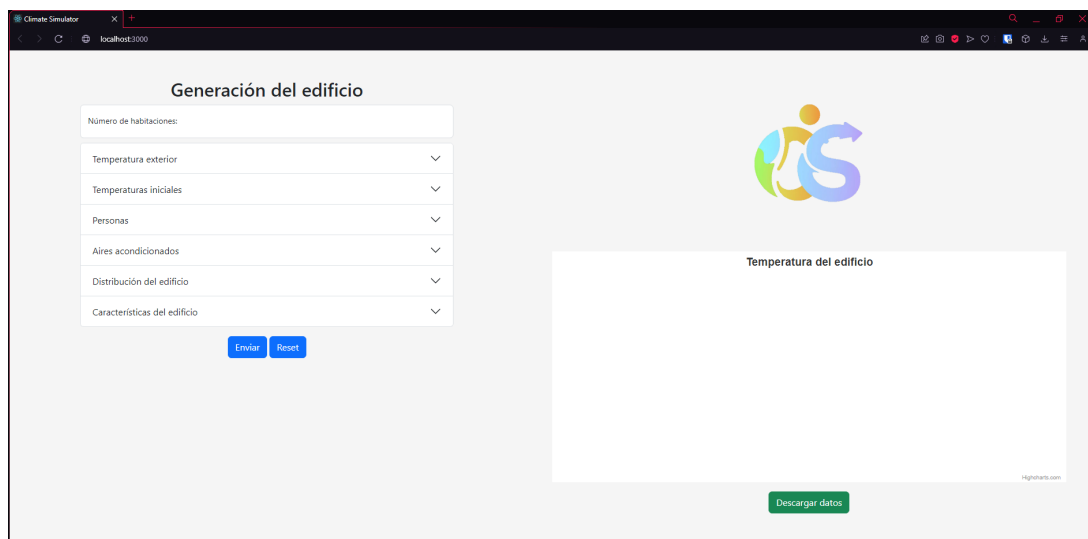 Climate Simulator
localhost:3000
Generación del edificio
Número de habitaciones:
Temperatura exterior
Temperaturas iniciales
Personas
Aires acondicionados
Distribución del edificio
Características del edificio
Enviar Reset
CS
Temperatura del edificio
Highcharts.com
Descargar datos